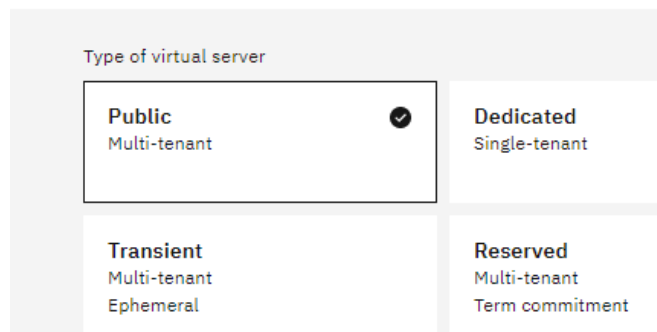 Type of virtual server
Public
Multi-tenant
Dedicated
Single-tenant
Transient
Multi-tenant
Ephemeral
Reserved
Multi-tenant
Term commitment